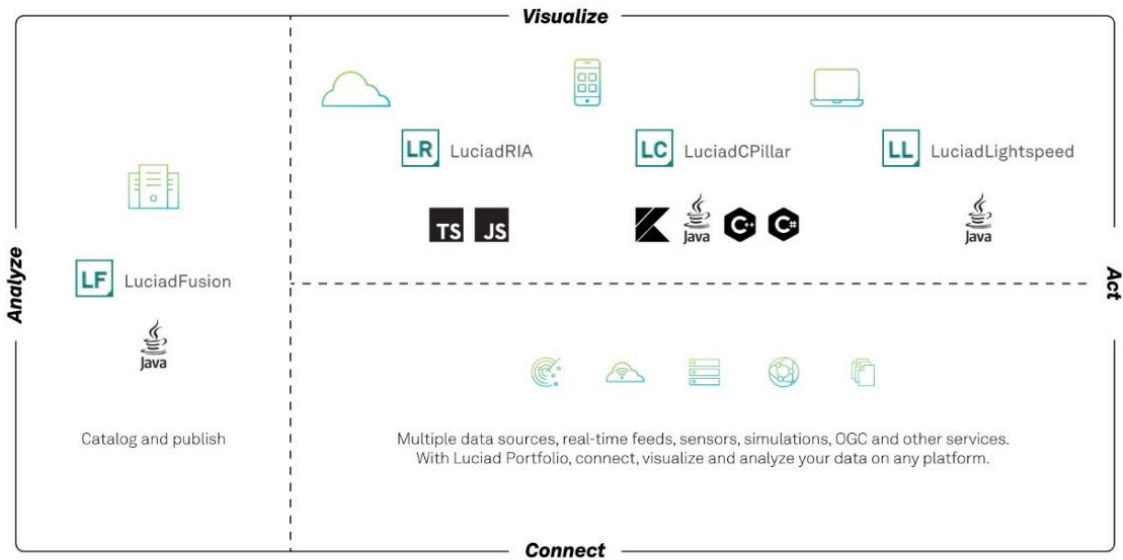 Visualize
Analyze
Act
Connect
LF LuciadFusion
Java
Catalog and publish
LR LuciadRIA
TS JS
LC LuciadCPillar
Java C++ C#
LL LuciadLightspeed
Java
Multiple data sources, real-time feeds, sensors, simulations, OGC and other services.
With Luciad Portfolio, connect, visualize and analyze your data on any platform.